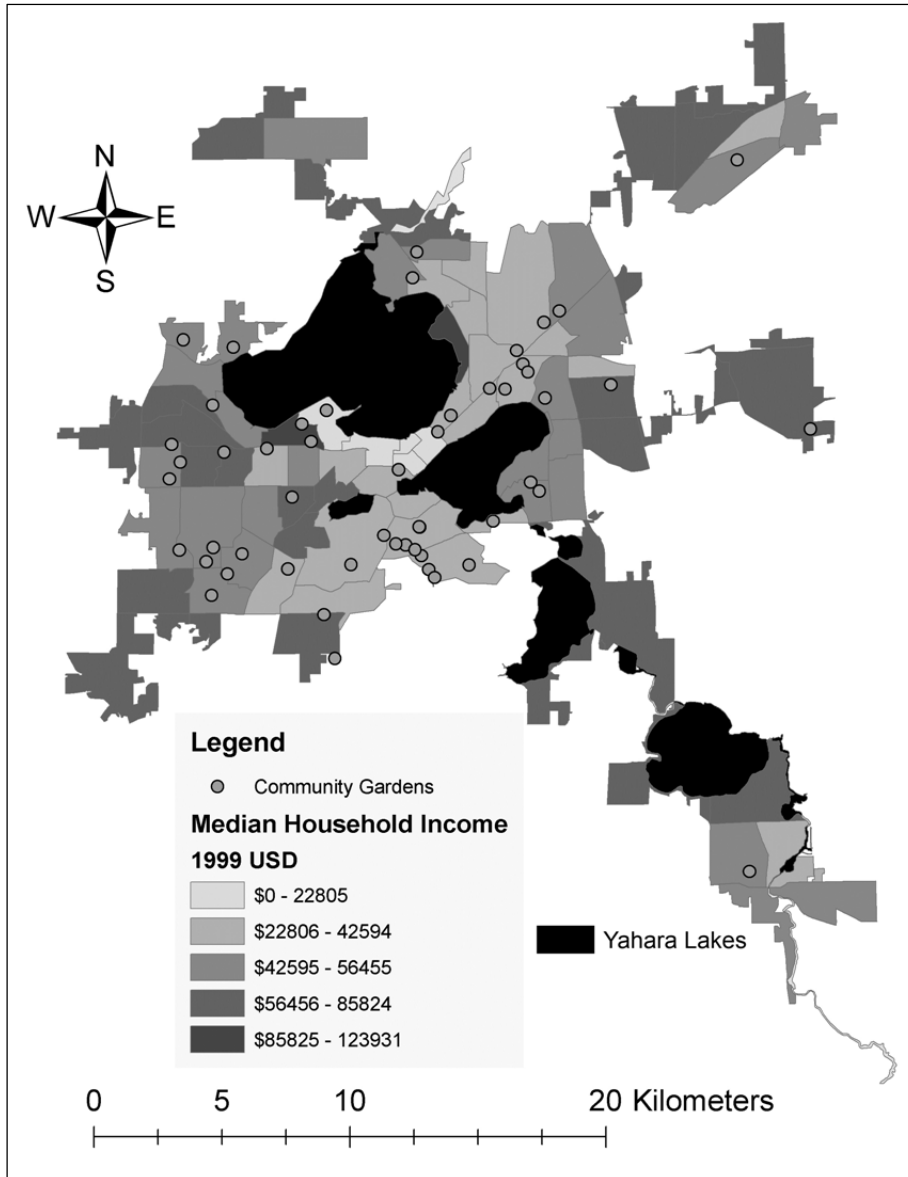 N
W E
S
Legend
Community Gardens
Median Household Income
1999 USD
$0 - 22805
$22806 - 42594
$42595 - 56455
$56456 - 85824
$85825 - 123931
Yahara Lakes
0 5 10 20 Kilometers